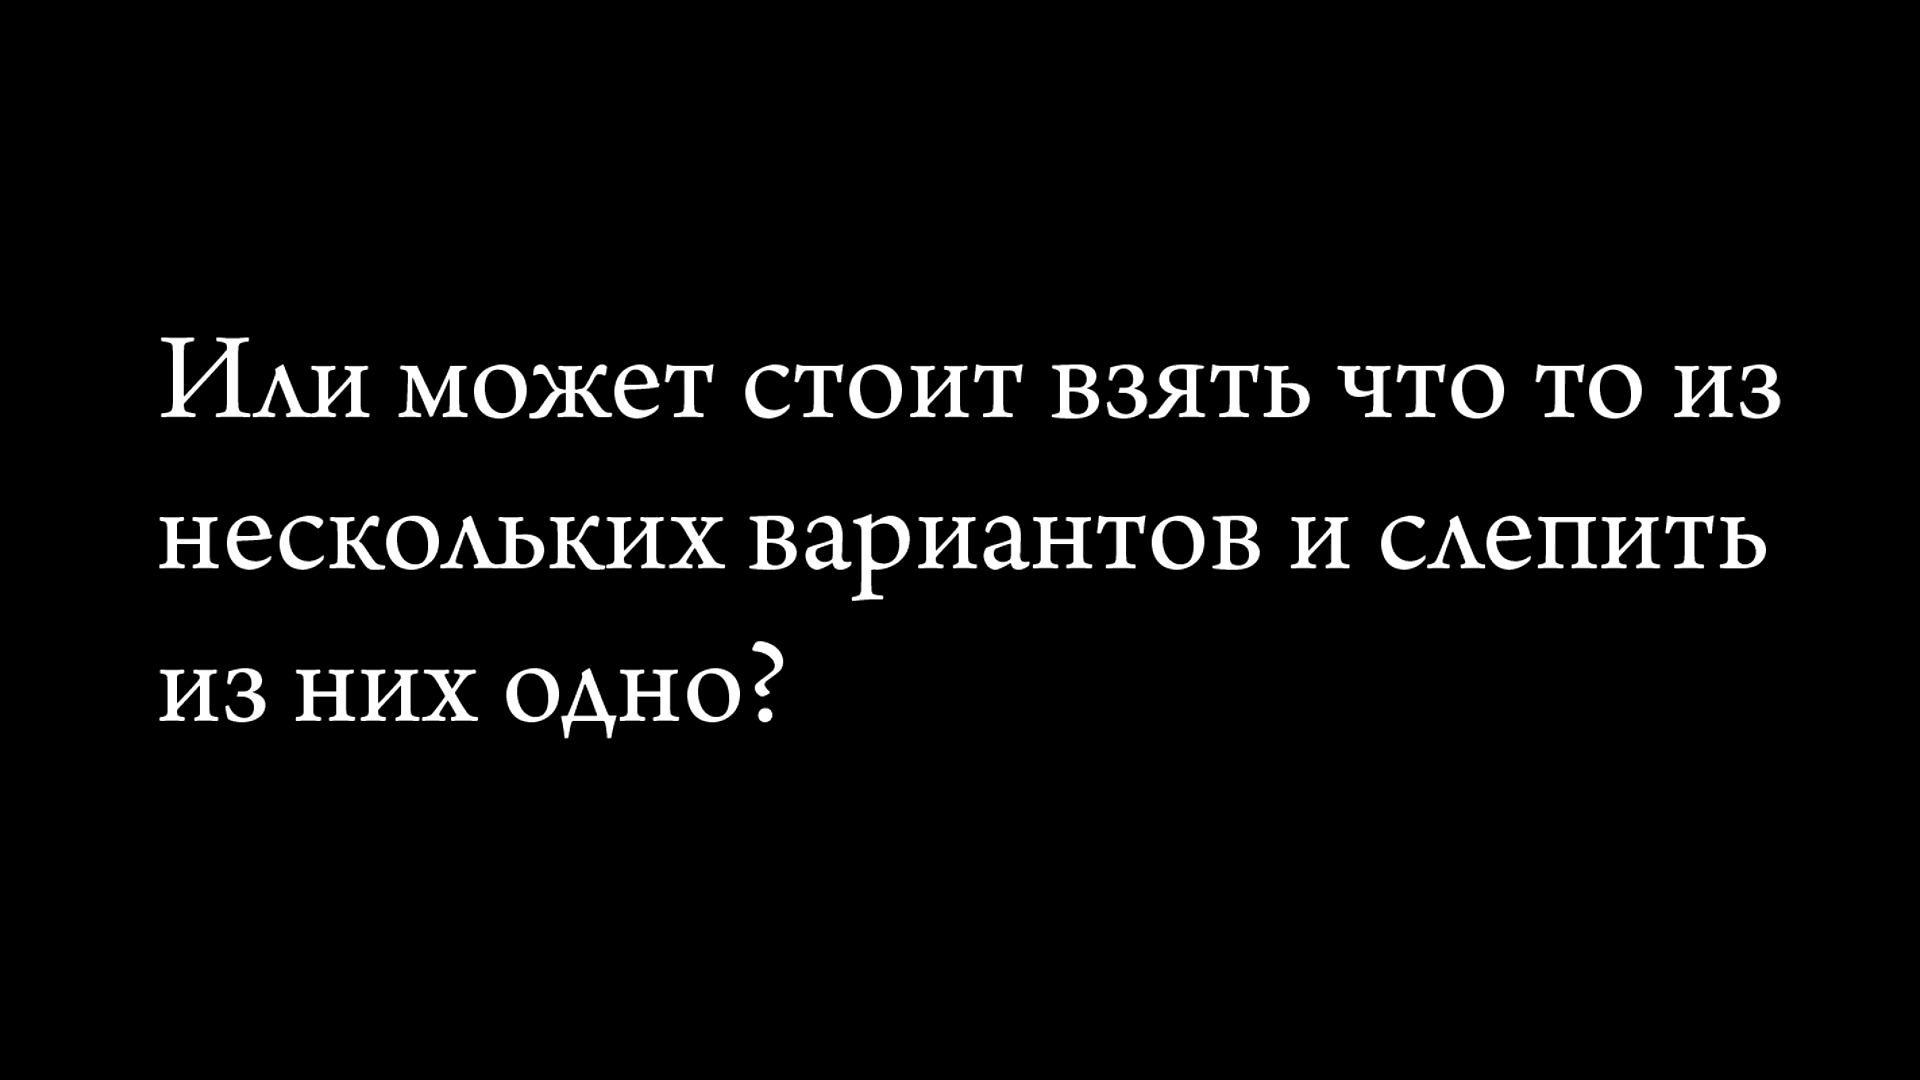 Или может стоит взять что то из
нескольких вариантов и слепить
из них одно?